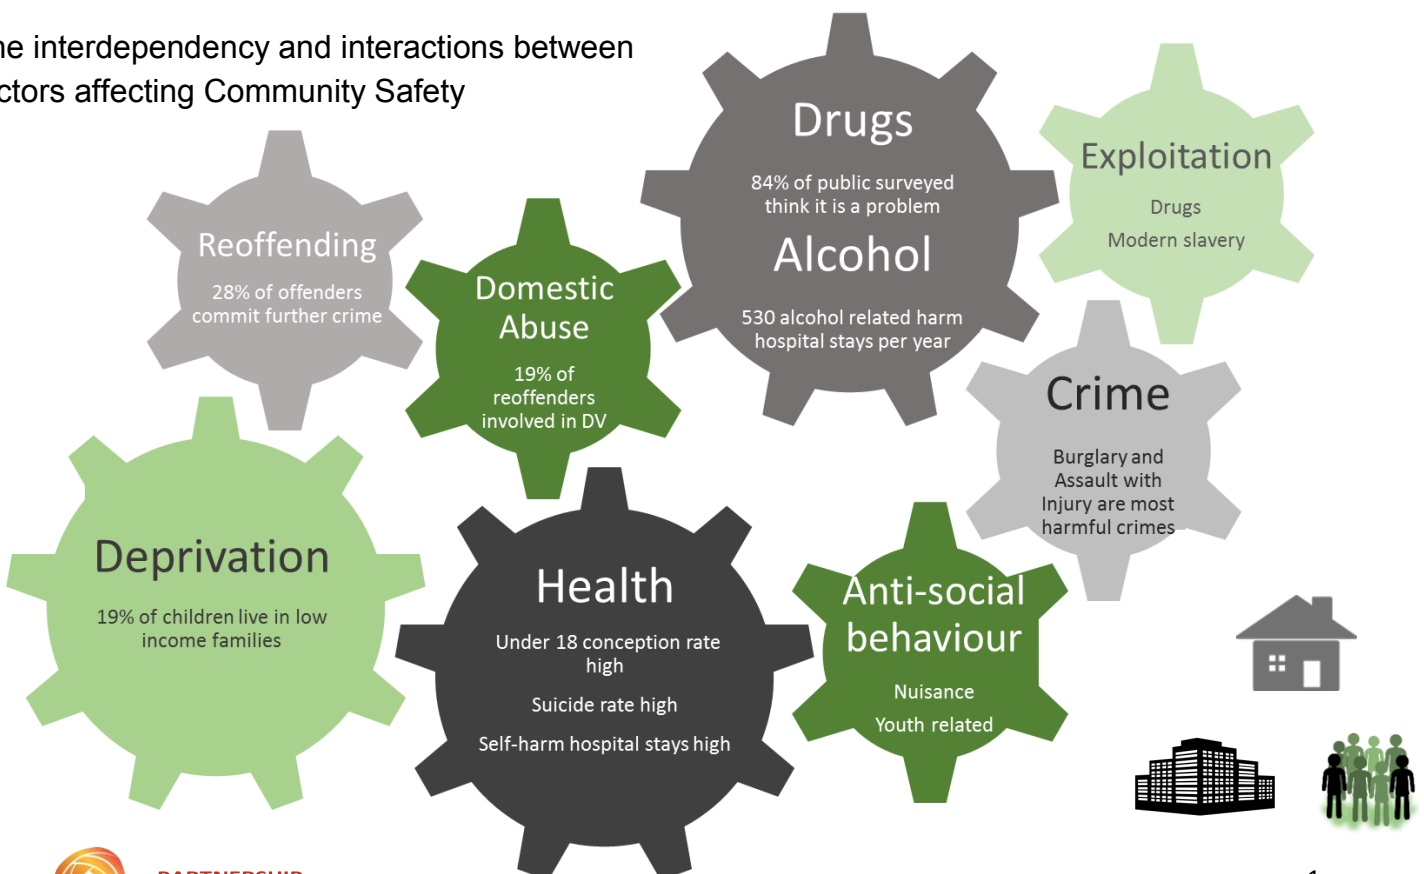 he interdependency and interactions between
ctors affecting Community Safety
Drugs
84% of public surveyed
think it is a problem
Alcohol
530 alcohol related harm
hospital stays per year
Exploitation
Drugs
Modern slavery
Reoffending
28% of offenders
commit further crime
Domestic
Abuse
19% of
reoffenders
involved in DV
Crime
Burglary and
Assault with
Injury are most
harmful crimes
Deprivation
19% of children live in low
income families
Health
Under 18 conception rate
high
Suicide rate high
Self-harm hospital stays high
Anti-social
behaviour
Nuisance
Youth related
PARTNERSHIP
1